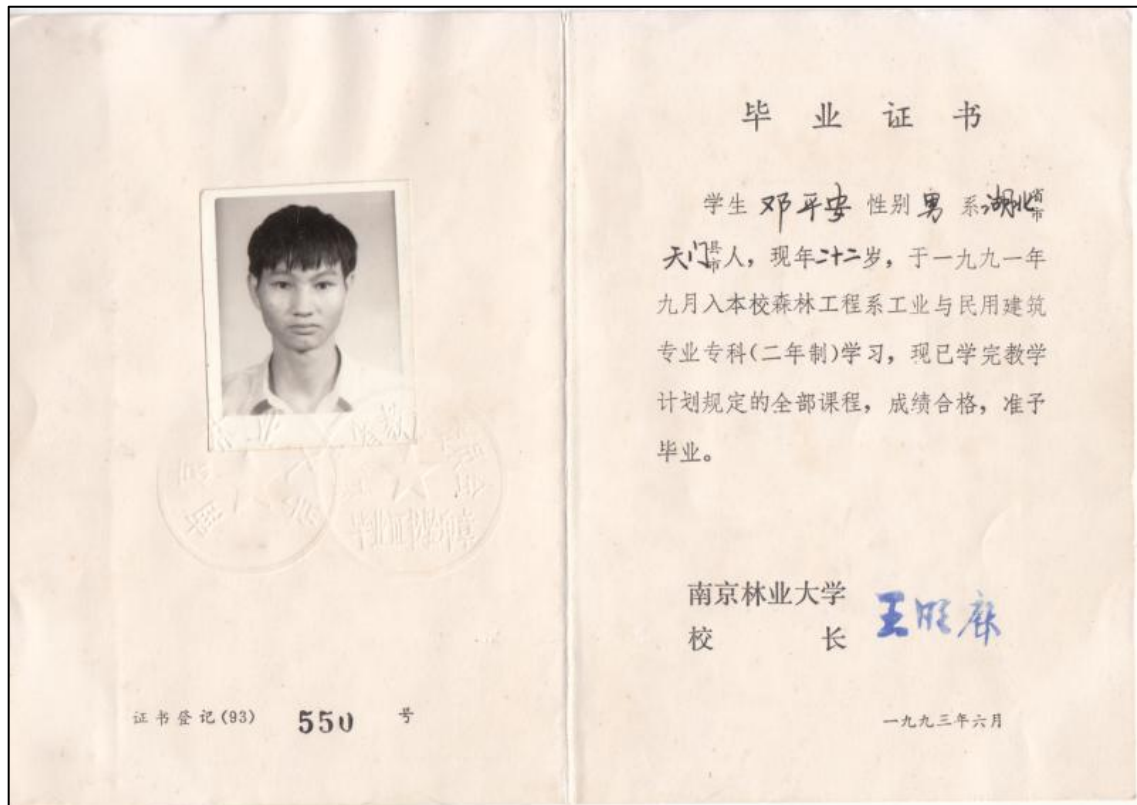 证书登记(93) 550 号
毕业证书
学生 邓平安 性别 男 系 湖北省市
天门县市人，现年二十二岁，于一九九一年
九月入本校森林工程系工业与民用建筑
专业专科(二年制)学习，现已学完教学
计划规定的全部课程，成绩合格，准予
毕业。
南京林业大学
校长
一九九三年六月